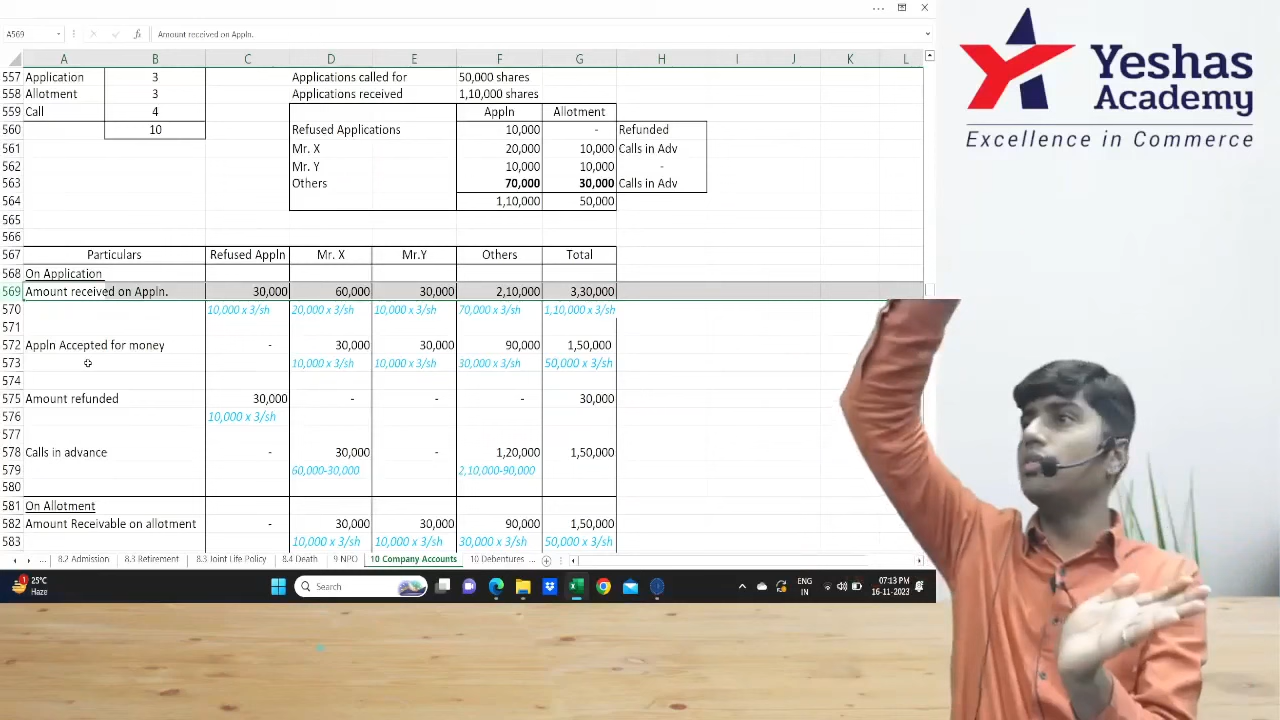 A569 Amount received on Appln.
A B C D E F G H I J K L
557 Application 3 Applications called for 50,000 shares
558 Allotment 3 Applications received 1,10,000 shares
559 Call 4 Appln Allotment
560 10 Refused Applications 10,000 - Refunded
561 Mr. X 20,000 10,000 Calls in Adv
562 Mr. Y 10,000 10,000 -
563 Others 70,000 30,000 Calls in Adv
564 1,10,000 50,000
565
566
567 Particulars Refused Appln Mr. X Mr.Y Others Total
568 On Application
569 Amount received on Appln. 30,000 60,000 30,000 2,10,000 3,30,000
570 10,000 x 3/sh 20,000 x 3/sh 10,000 x 3/sh 70,000 x 3/sh 1,10,000 x 3/sh
571
572 Appln Accepted for money - 30,000 30,000 90,000 1,50,000
573 10,000 x 3/sh 10,000 x 3/sh 30,000 x 3/sh 50,000 x 3/sh
574
575 Amount refunded 30,000 - - - 30,000
576 10,000 x 3/sh
577
578 Calls in advance - 30,000 - 1,20,000 1,50,000
579 60,000-30,000 2,10,000-90,000
580
581 On Allotment
582 Amount Receivable on allotment - 30,000 30,000 90,000 1,50,000
583 10,000 x 3/sh 10,000 x 3/sh 30,000 x 3/sh 50,000 x 3/sh
... 8.2 Admission 8.3 Retirement 8.3 Joint Life Policy 8.4 Death 9 NPO 10 Company Accounts 10 Debentures ...
1 25°C Haze Search ENG IN 07:13 PM 16-11-2023
Yeshas
Academy
Excellence in Commerce